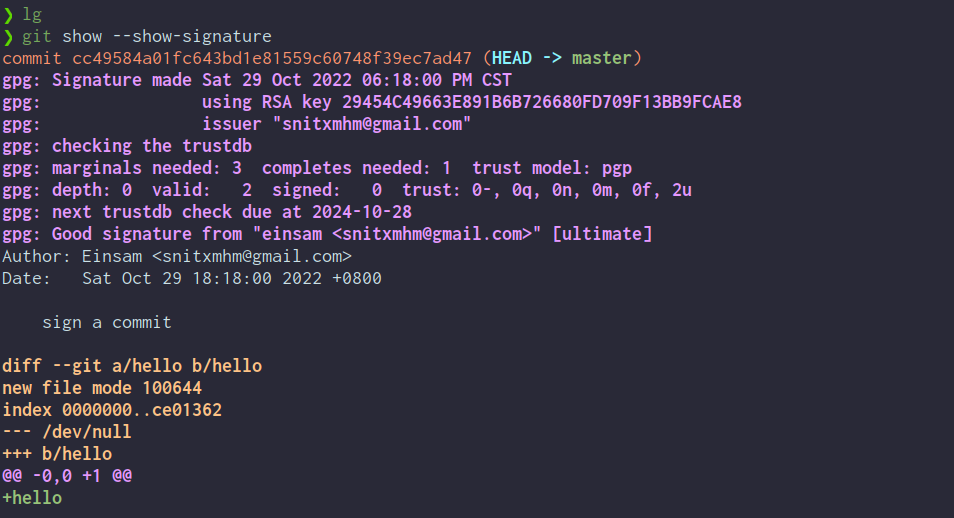 ❯ lg
❯ git show --show-signature
commit cc49584a01fc643bd1e81559c60748f39ec7ad47 (HEAD -> master)
gpg: Signature made Sat 29 Oct 2022 06:18:00 PM CST
gpg:                using RSA key 29454C49663E891B6B726680FD709F13BB9FCAE8
gpg:                issuer "snitxmhm@gmail.com"
gpg: checking the trustdb
gpg: marginals needed: 3  completes needed: 1  trust model: pgp
gpg: depth: 0  valid:   2  signed:   0  trust: 0-, 0q, 0n, 0m, 0f, 2u
gpg: next trustdb check due at 2024-10-28
gpg: Good signature from "einsam <snitxmhm@gmail.com>" [ultimate]
Author: Einsam <snitxmhm@gmail.com>
Date:   Sat Oct 29 18:18:00 2022 +0800
    sign a commit
diff --git a/hello b/hello
new file mode 100644
index 0000000..ce01362
--- /dev/null
+++ b/hello
@@ -0,0 +1 @@
+hello